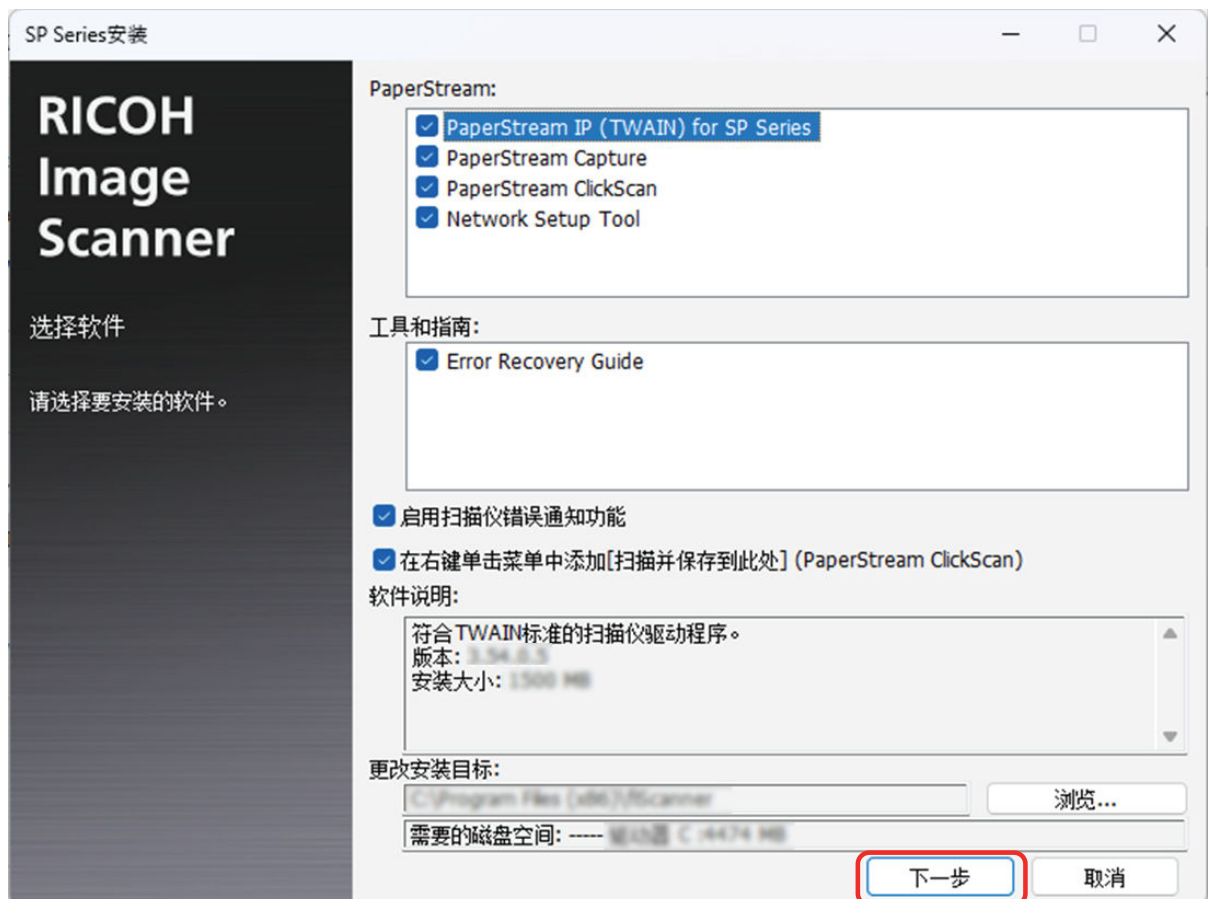 SP Series安装
RICOH
Image
Scanner
选择软件
请选择要安装的软件。
PaperStream:
PaperStream IP (TWAIN) for SP Series
PaperStream Capture
PaperStream ClickScan
Network Setup Tool
工具和指南:
Error Recovery Guide
启用扫描仪错误通知功能
在右键单击菜单中添加[扫描并保存到此处] (PaperStream ClickScan)
软件说明:
符合TWAIN标准的扫描仪驱动程序。
版本:
安装大小:
更改安装目标:
浏览...
需要的磁盘空间: -----
下一步
取消